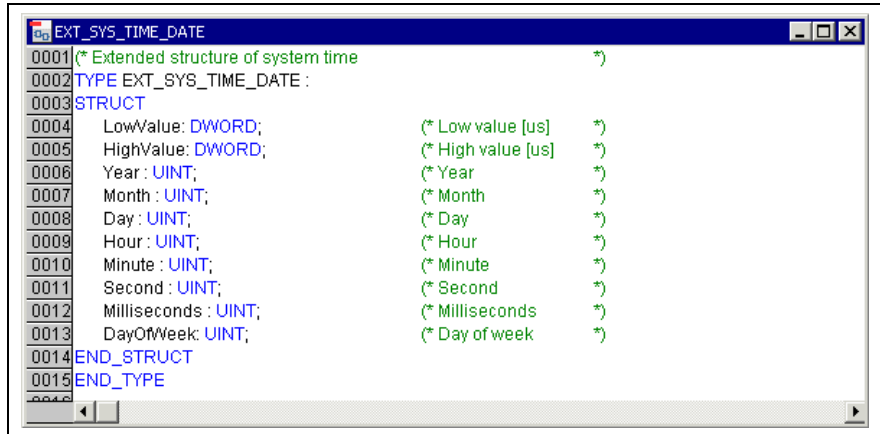 EXT_SYS_TIME_DATE
0001 (* Extended structure of system time *)
0002 TYPE EXT_SYS_TIME_DATE :
0003 STRUCT
0004 LowValue: DWORD; (* Low value [us] *)
0005 HighValue: DWORD; (* High value [us] *)
0006 Year : UINT; (* Year *)
0007 Month : UINT; (* Month *)
0008 Day : UINT; (* Day *)
0009 Hour : UINT; (* Hour *)
0010 Minute : UINT; (* Minute *)
0011 Second : UINT; (* Second *)
0012 Milliseconds : UINT; (* Milliseconds *)
0013 DayOfWeek: UINT; (* Day of week *)
0014 END_STRUCT
0015 END_TYPE